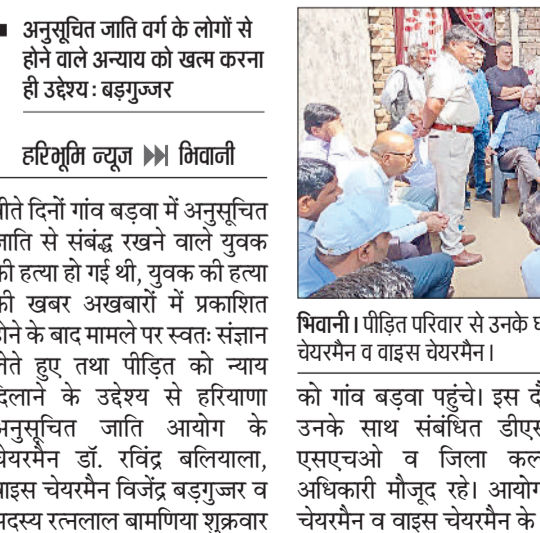 अनुसूचित जाति वर्ग के लोगों से
होने वाले अन्याय को खत्म करना
ही उद्देश्य : बड़गुज्जर
हरिभूमि न्यूज भिवानी
बीते दिनों गांव बड़वा में अनुसूचित
जाति से संबंद्ध रखने वाले युवक
की हत्या हो गई थी, युवक की हत्या
की खबर अखबारों में प्रकाशित
होने के बाद मामले पर स्वतः संज्ञान
लेते हुए तथा पीड़ित को न्याय
दिलाने के उद्देश्य से हरियाणा
अनुसूचित जाति आयोग के
चेयरमैन डॉ. रविंद्र बलियाला,
वाइस चेयरमैन विजेंद्र बड़गुज्जर व
सदस्य रत्नलाल बामणिया शुक्रवार
भिवानी। पीड़ित परिवार से उनके
चेयरमैन व वाइस चेयरमैन।
को गांव बड़वा पहुंचे। इस
उनके साथ संबंधित
एसएचओ व जिला
अधिकारी मौजूद रहे।
चेयरमैन व वाइस चेयरमैन के